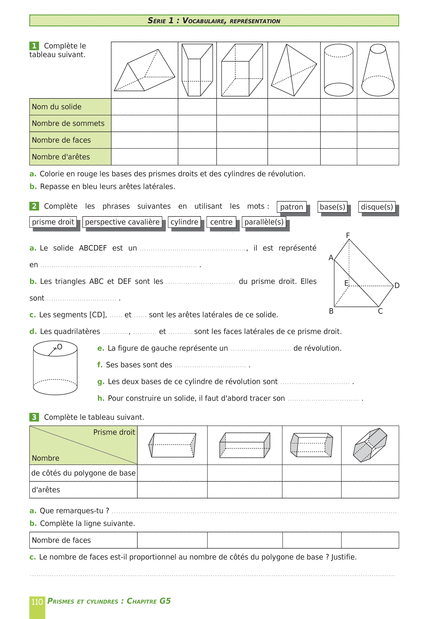 Série 1 : Vocabulaire, représentation
1 Complète le
tableau suivant.
Nom du solide
Nombre de sommets
Nombre de faces
Nombre d'arêtes
a. Colorie en rouge les bases des prismes droits et des cylindres de révolution.
b. Repasse en bleu leurs arêtes latérales.
2 Complète les phrases suivantes en utilisant les mots : patron base(s) disque(s)
prisme droit perspective cavalière cylindre centre parallèle(s)
a. Le solide ABCDEF est un ...................., il est représenté
en .................... .
b. Les triangles ABC et DEF sont les .................... du prisme droit. Elles
sont .................... .
c. Les segments [CD], ...... et ...... sont les arêtes latérales de ce solide.
d. Les quadrilatères .........., .......... et .......... sont les faces latérales de ce prisme droit.
F
A
E
D
B
C
O
e. La figure de gauche représente un .................... de révolution.
f. Ses bases sont des .................... .
g. Les deux bases de ce cylindre de révolution sont .................... .
h. Pour construire un solide, il faut d'abord tracer son .................... .
3 Complète le tableau suivant.
Prisme droit
Nombre
de côtés du polygone de base
d'arêtes
a. Que remarques-tu ? ....................
b. Complète la ligne suivante.
Nombre de faces
c. Le nombre de faces est-il proportionnel au nombre de côtés du polygone de base ? Justifie.
....................
110 Prismes et cylindres : Chapitre G5